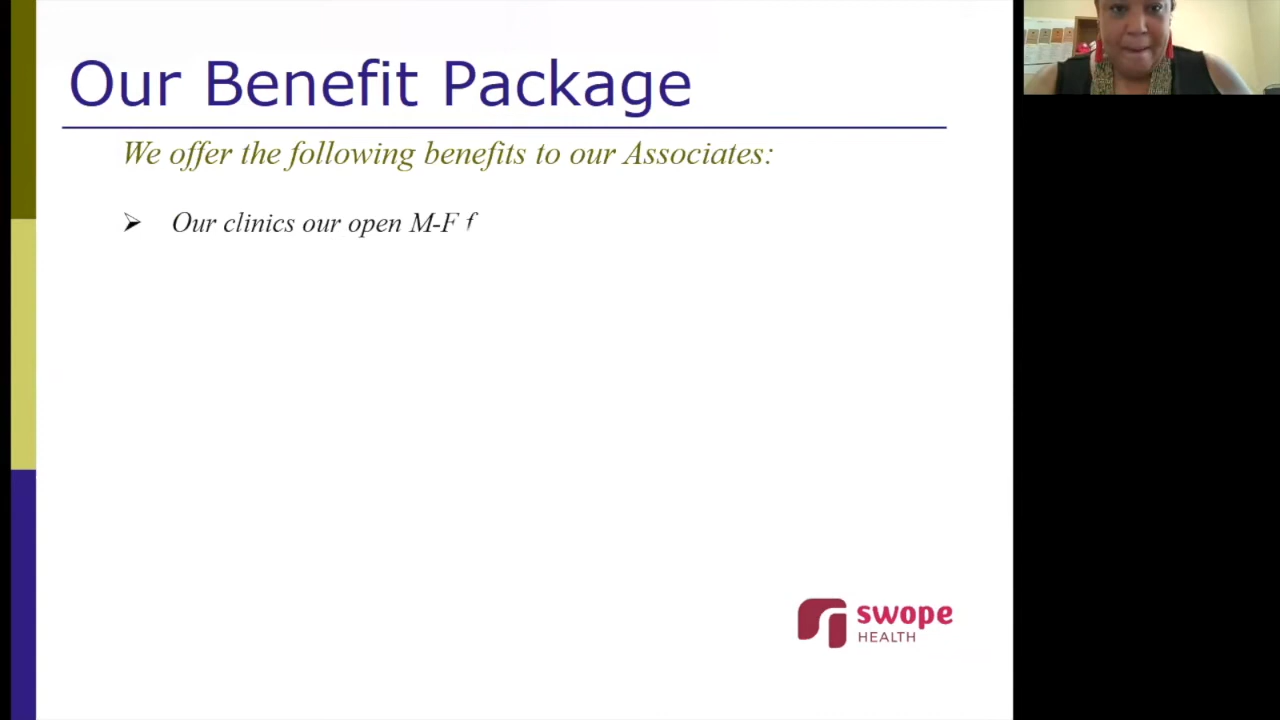 Our Benefit Package
We offer the following benefits to our Associates:
Our clinics our open M-F f
swope
HEALTH